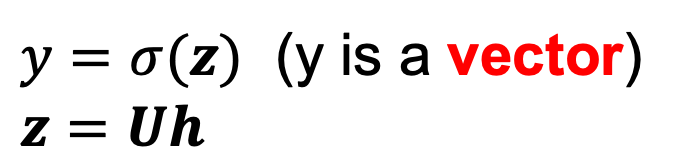 y = σ(z) (y is a vector)
z = Uh